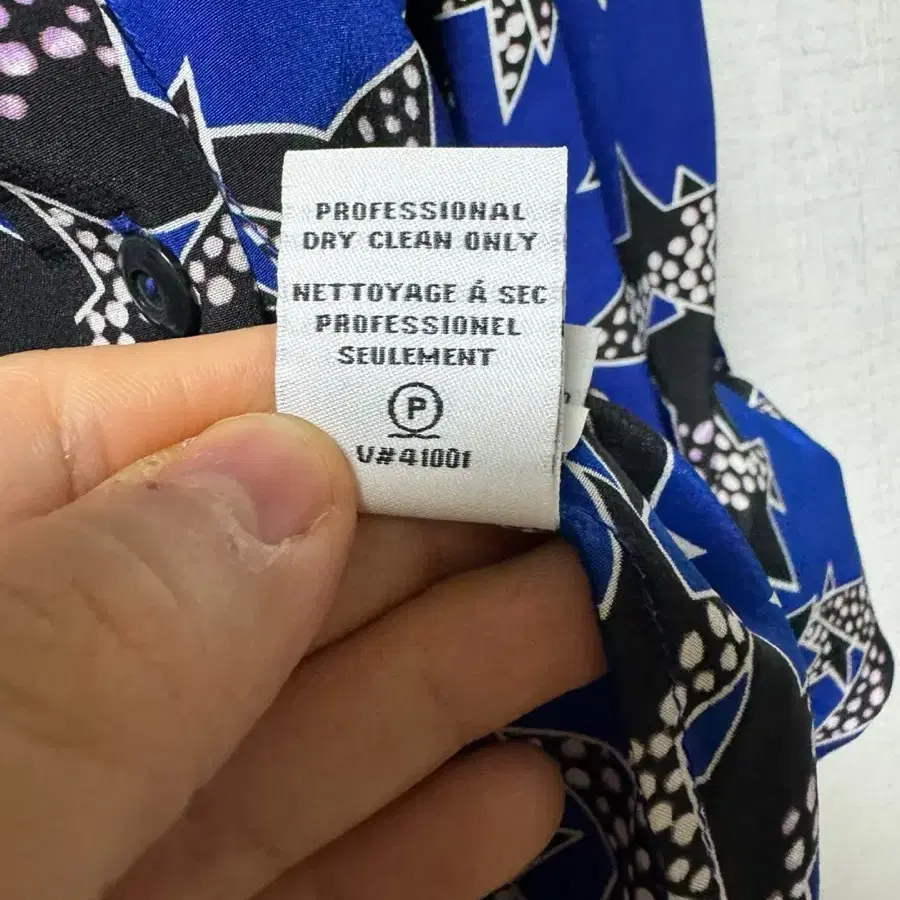 PROFESSIONAL
DRY CLEAN ONLY
NETTOYAGE Á SEC
PROFESSIONEL
SEULEMENT
P
V#41001